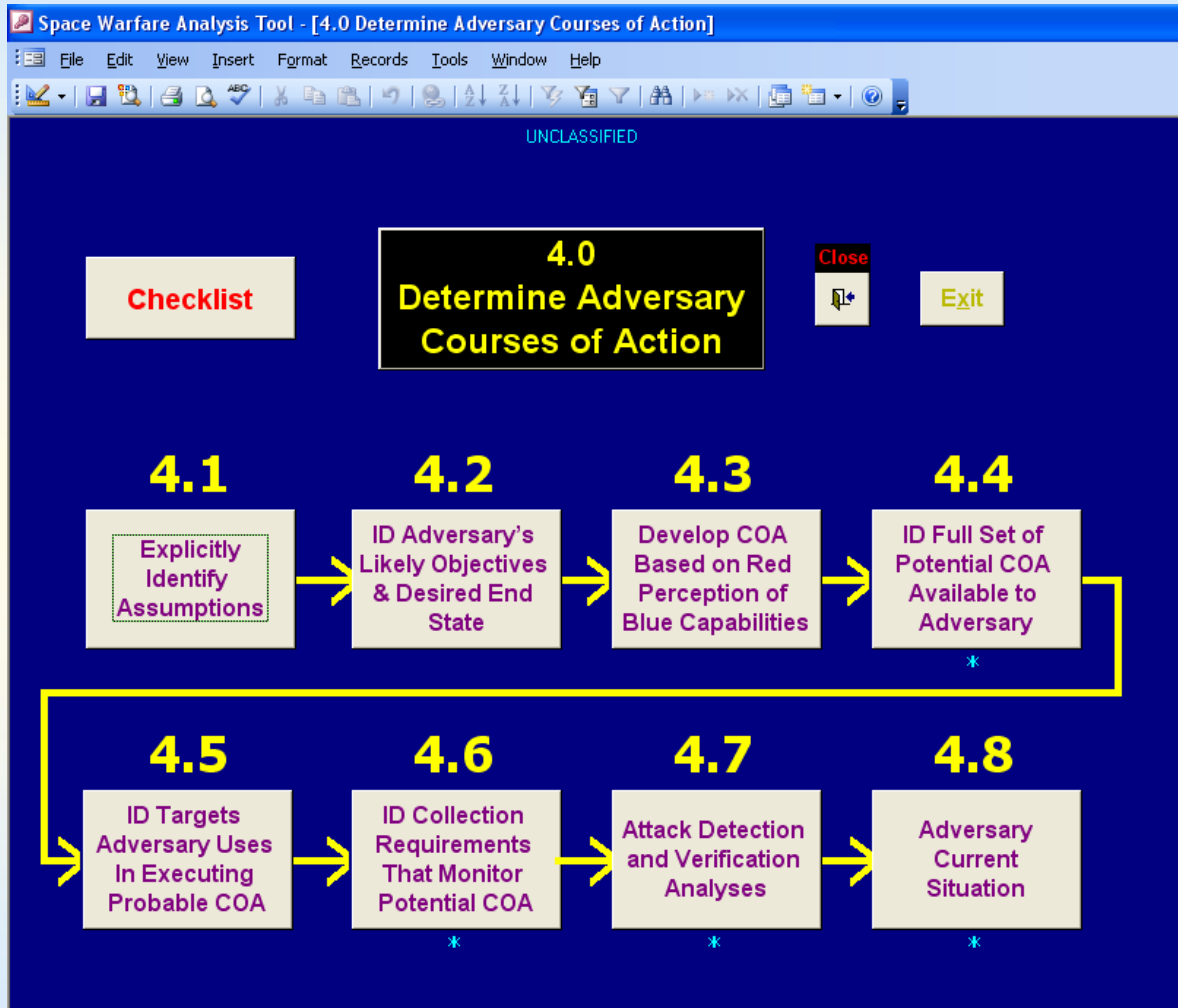 Space Warfare Analysis Tool - [4.0 Determine Adversary Courses of Action]
File Edit View Insert Format Records Tools Window Help
UNCLASSIFIED
Checklist
4.0
Determine Adversary
Courses of Action
Close
Exit
4.1
Explicitly
Identify
Assumptions
4.2
ID Adversary’s
Likely Objectives
& Desired End
State
4.3
Develop COA
Based on Red
Perception of
Blue Capabilities
4.4
ID Full Set of
Potential COA
Available to
Adversary
*
4.5
ID Targets
Adversary Uses
In Executing
Probable COA
4.6
ID Collection
Requirements
That Monitor
Potential COA
*
4.7
Attack Detection
and Verification
Analyses
*
4.8
Adversary
Current
Situation
*